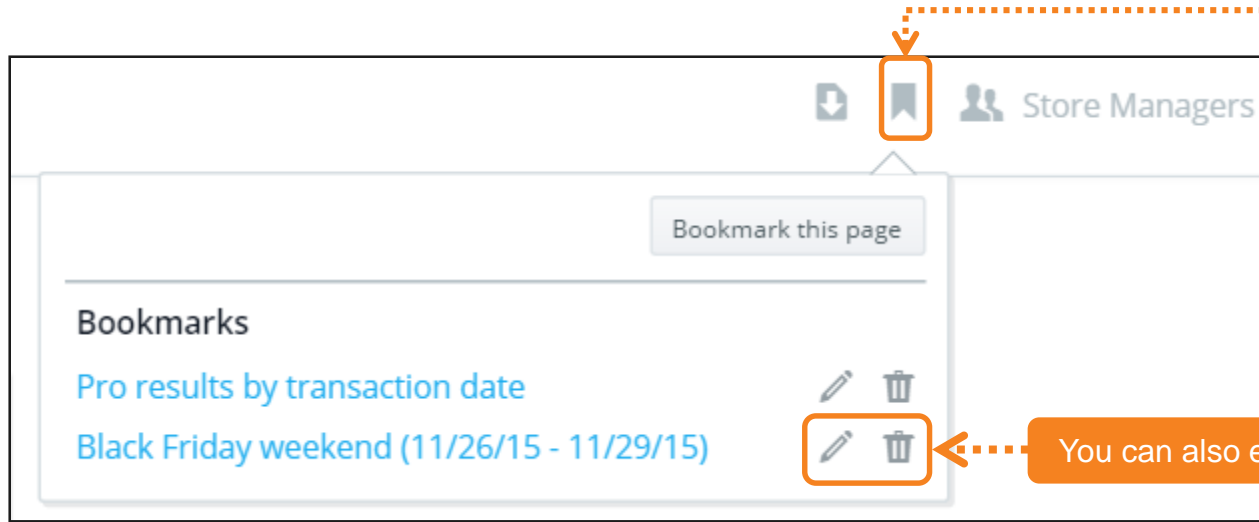 Store Managers
Bookmark this page
Bookmarks
Pro results by transaction date
Black Friday weekend (11/26/15 - 11/29/15)
You can also e